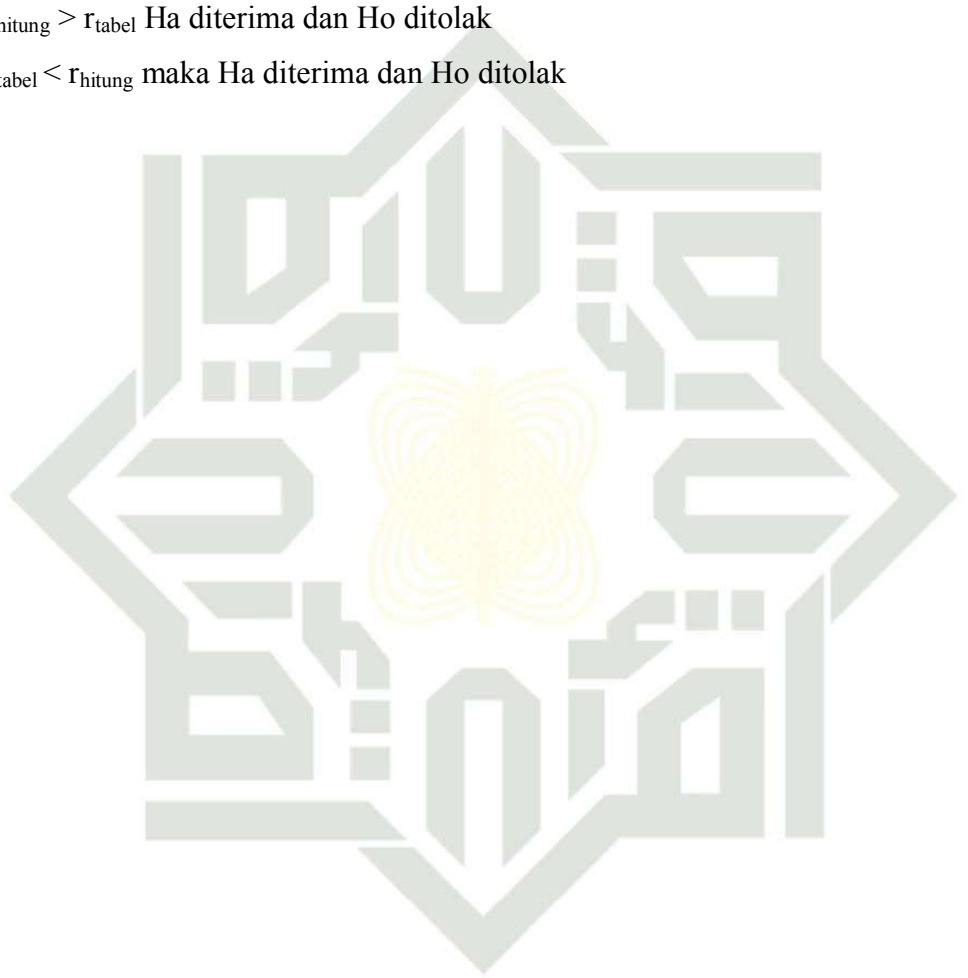 hitung > rtabel Ha diterima dan Ho ditolak
tabel < rhitung maka Ha diterima dan Ho ditolak